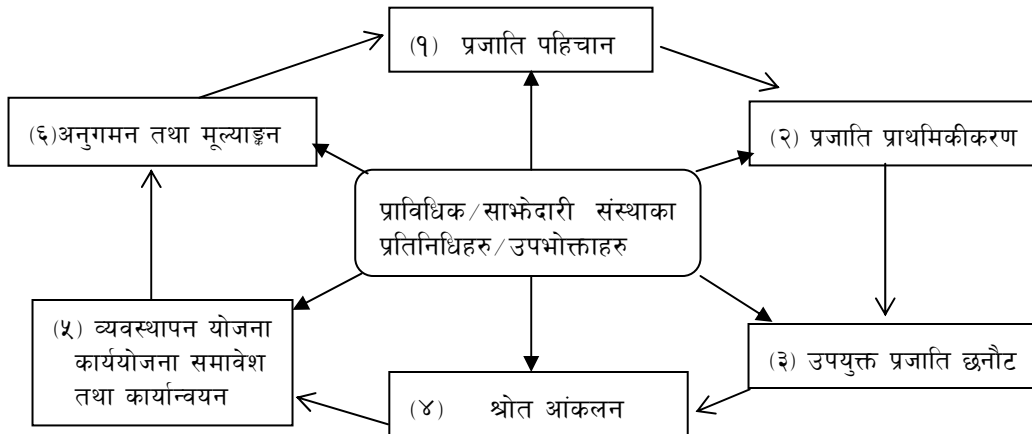 (१) प्रजाति पहिचान
(२) प्रजाति प्राथमिकीकरण
(३) उपयुक्त प्रजाति छनौट
(४) श्रोत आंकलन
(५) व्यवस्थापन योजना
कार्ययोजना समावेश
तथा कार्यान्वयन
(६)अनुगमन तथा मूल्याङ्कन
प्राविधिक/साझेदारी संस्थाका
प्रतिनिधिहरु/उपभोक्ताहरु